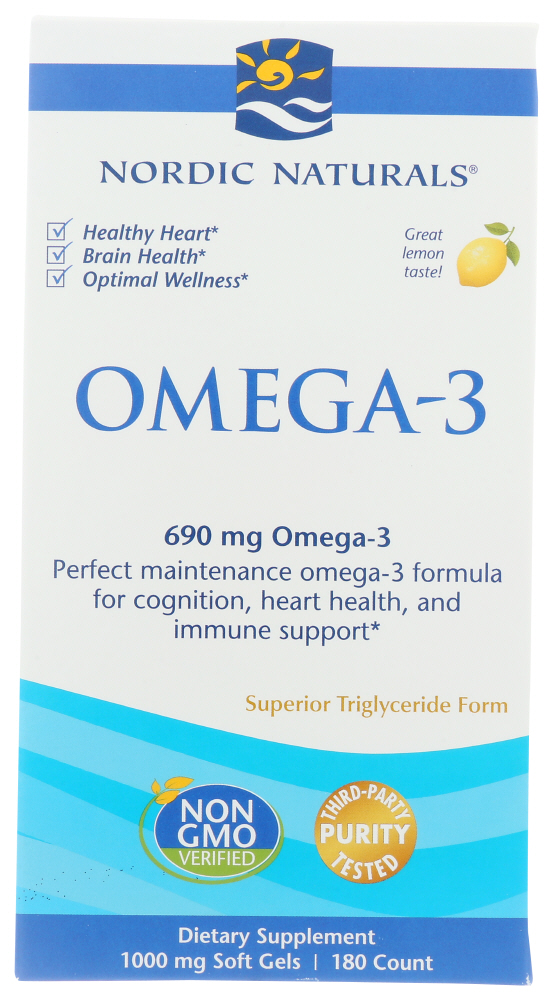 NORDIC NATURALS®
Healthy Heart*
Brain Health*
Optimal Wellness*
Great
lemon
taste!
OMEGA-3
690 mg Omega-3
Perfect maintenance omega-3 formula
for cognition, heart health, and
immune support*
Superior Triglyceride Form
NON
GMO
VERIFIED
THIRD-PARTY
PURITY
TESTED
Dietary Supplement
1000 mg Soft Gels | 180 Count